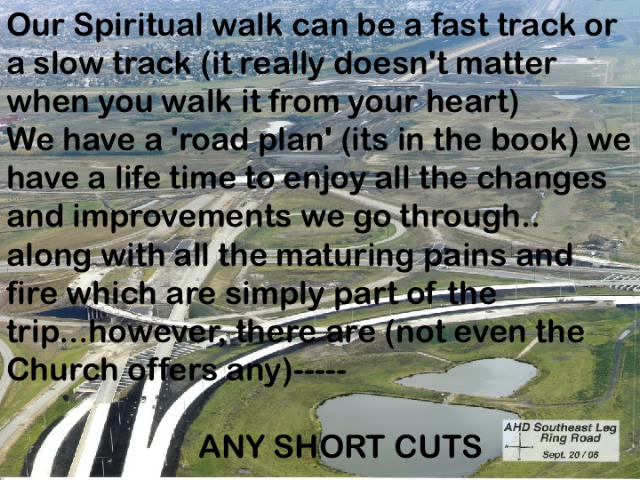 Our Spiritual walk can be a fast track or
a slow track (it really doesn't matter
when you walk it from your heart)
We have a 'road plan' (its in the book) we
have a life time to enjoy all the changes
and improvements we go through..
along with all the maturing pains and
fire which are simply part of the
trip...however, there are (not even the
Church offers any)-----
ANY SHORT CUTS
AHD Southeast Leg
Ring Road
Sept. 20 / 06